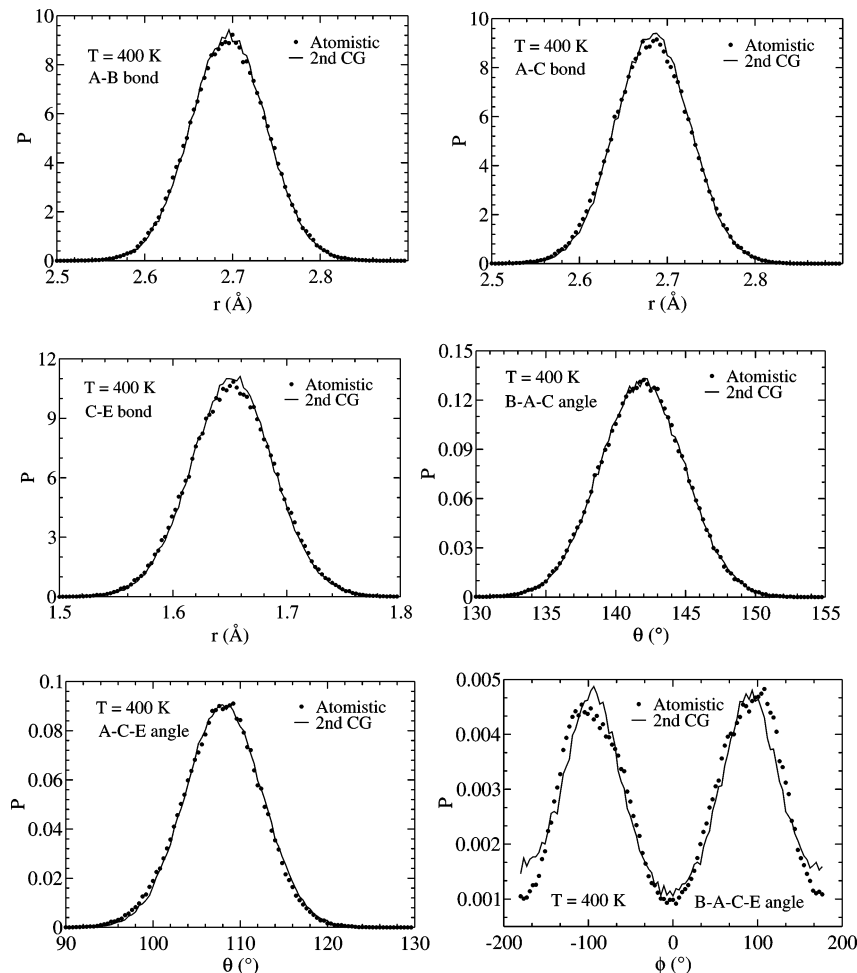 T = 400 K
A-B bond
Atomistic
2nd CG
P
10
8
6
4
2
0
2.5 2.6 2.7 2.8
r (Å)
T = 400 K
A-C bond
Atomistic
2nd CG
P
10
8
6
4
2
0
2.5 2.6 2.7 2.8
r (Å)
T = 400 K
C-E bond
Atomistic
2nd CG
P
12
9
6
3
0
1.5 1.6 1.7 1.8
r (Å)
T = 400 K
B-A-C angle
Atomistic
2nd CG
P
0.15
0.12
0.09
0.06
0.03
0
130 135 140 145 150 155
θ (°)
T = 400 K
A-C-E angle
Atomistic
2nd CG
P
0.1
0.08
0.06
0.04
0.02
0
90 100 110 120 130
θ (°)
Atomistic
2nd CG
P
0.005
0.004
0.003
0.002
0.001
T = 400 K B-A-C-E angle
-200 -100 0 100 200
ϕ (°)